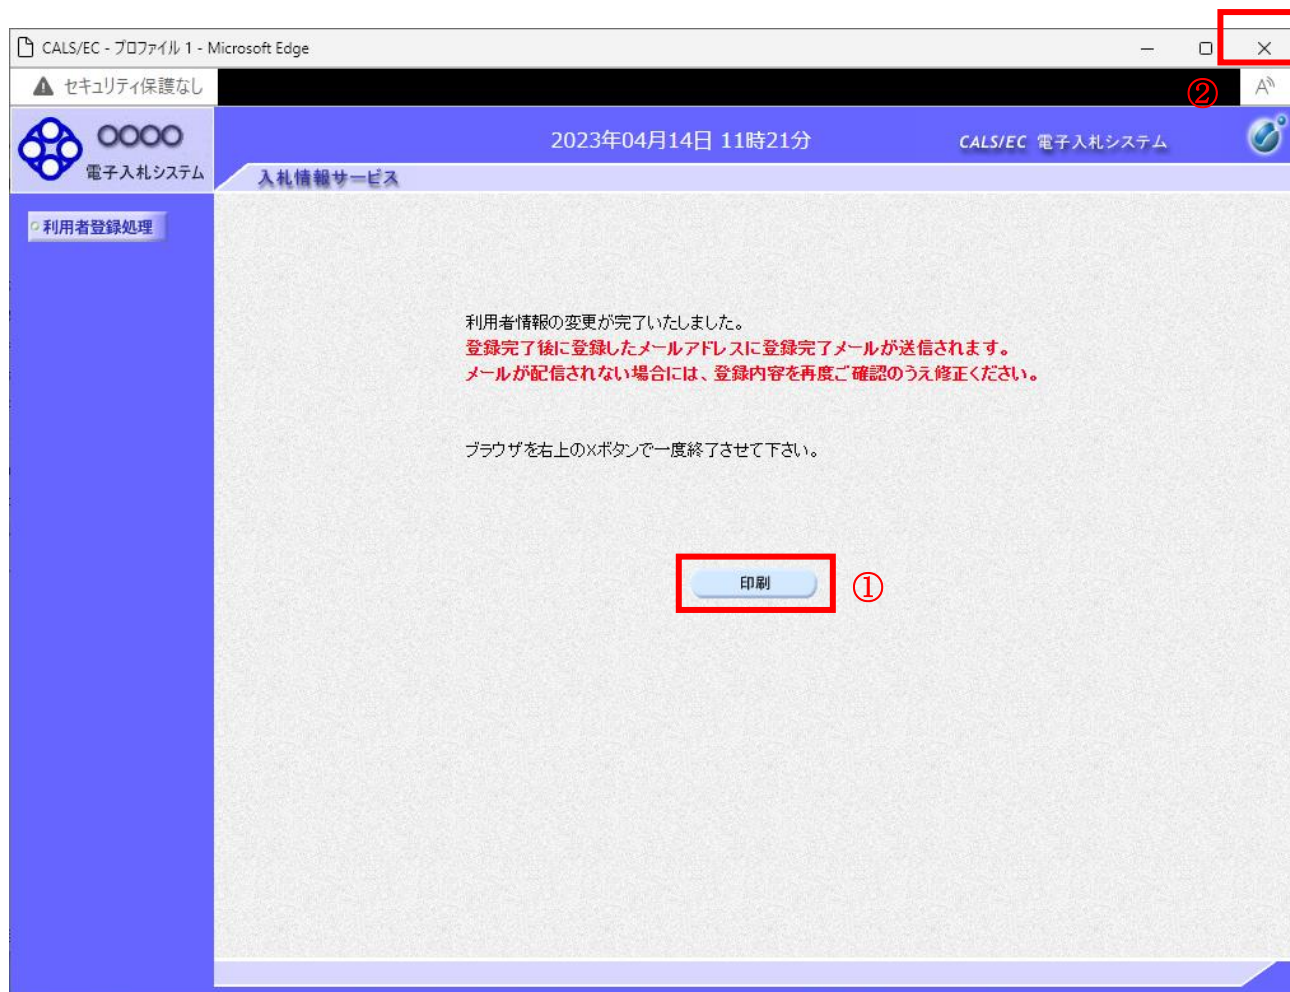 CALS/EC - プロファイル 1 - Microsoft Edge
セキュリティ保護なし
②
A
○○○○
電子入札システム
2023年04月14日 11時21分
CALS/EC 電子入札システム
入札情報サービス
利用者登録処理
利用者情報の変更が完了いたしました。
登録完了後に登録したメールアドレスに登録完了メールが送信されます。
メールが配信されない場合には、登録内容を再度ご確認のうえ修正ください。
ブラウザを右上の×ボタンで一度終了させて下さい。
印刷
①